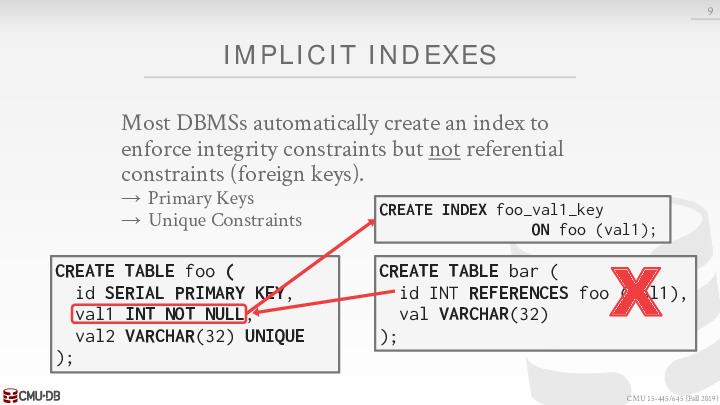 9
IMPLICIT INDEXES
Most DBMSs automatically create an index to
enforce integrity constraints but not referential
constraints (foreign keys).
→ Primary Keys
→ Unique Constraints
CREATE INDEX foo_val1_key
ON foo (val1);
CREATE TABLE foo (
id SERIAL PRIMARY KEY,
val1 INT NOT NULL,
val2 VARCHAR(32) UNIQUE
);
CREATE TABLE bar (
id INT REFERENCES foo (val1),
val VARCHAR(32)
);
X
CMU·DB
CMU 15-445/645 (Fall 2019)